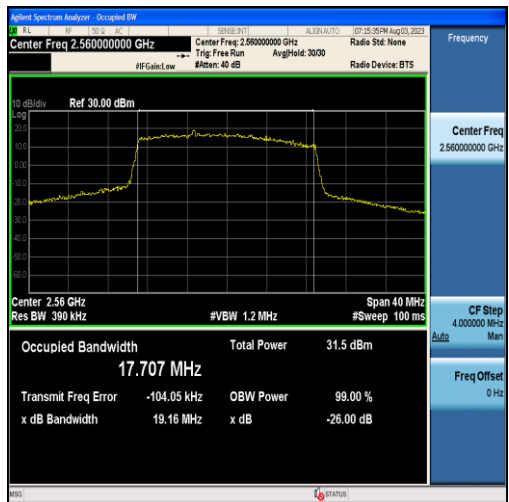 Agilent Spectrum Analyzer - Occupied BW
RL RF 50 Ω AC SENSE:INT ALIGN AUTO 07:15:35 PM Aug 03, 2023
Center Freq 2.560000000 GHz Center Freq: 2.560000000 GHz Radio Std: None Frequency
Trig: Free Run Avg|Hold: 30/30
#IFGain:Low #Atten: 40 dB Radio Device: BTS
10 dB/div Ref 30.00 dBm
Log
20.0
10.0
0.00
-10.0
-20.0
-30.0
-40.0
-50.0
-60.0
Center Freq
2.560000000 GHz
Center 2.56 GHz Span 40 MHz
Res BW 390 kHz #VBW 1.2 MHz #Sweep 100 ms
CF Step
4.000000 MHz
Auto Man
Occupied Bandwidth Total Power 31.5 dBm
17.707 MHz
Freq Offset
0 Hz
Transmit Freq Error -104.05 kHz OBW Power 99.00 %
x dB Bandwidth 19.16 MHz x dB -26.00 dB
MSG STATUS